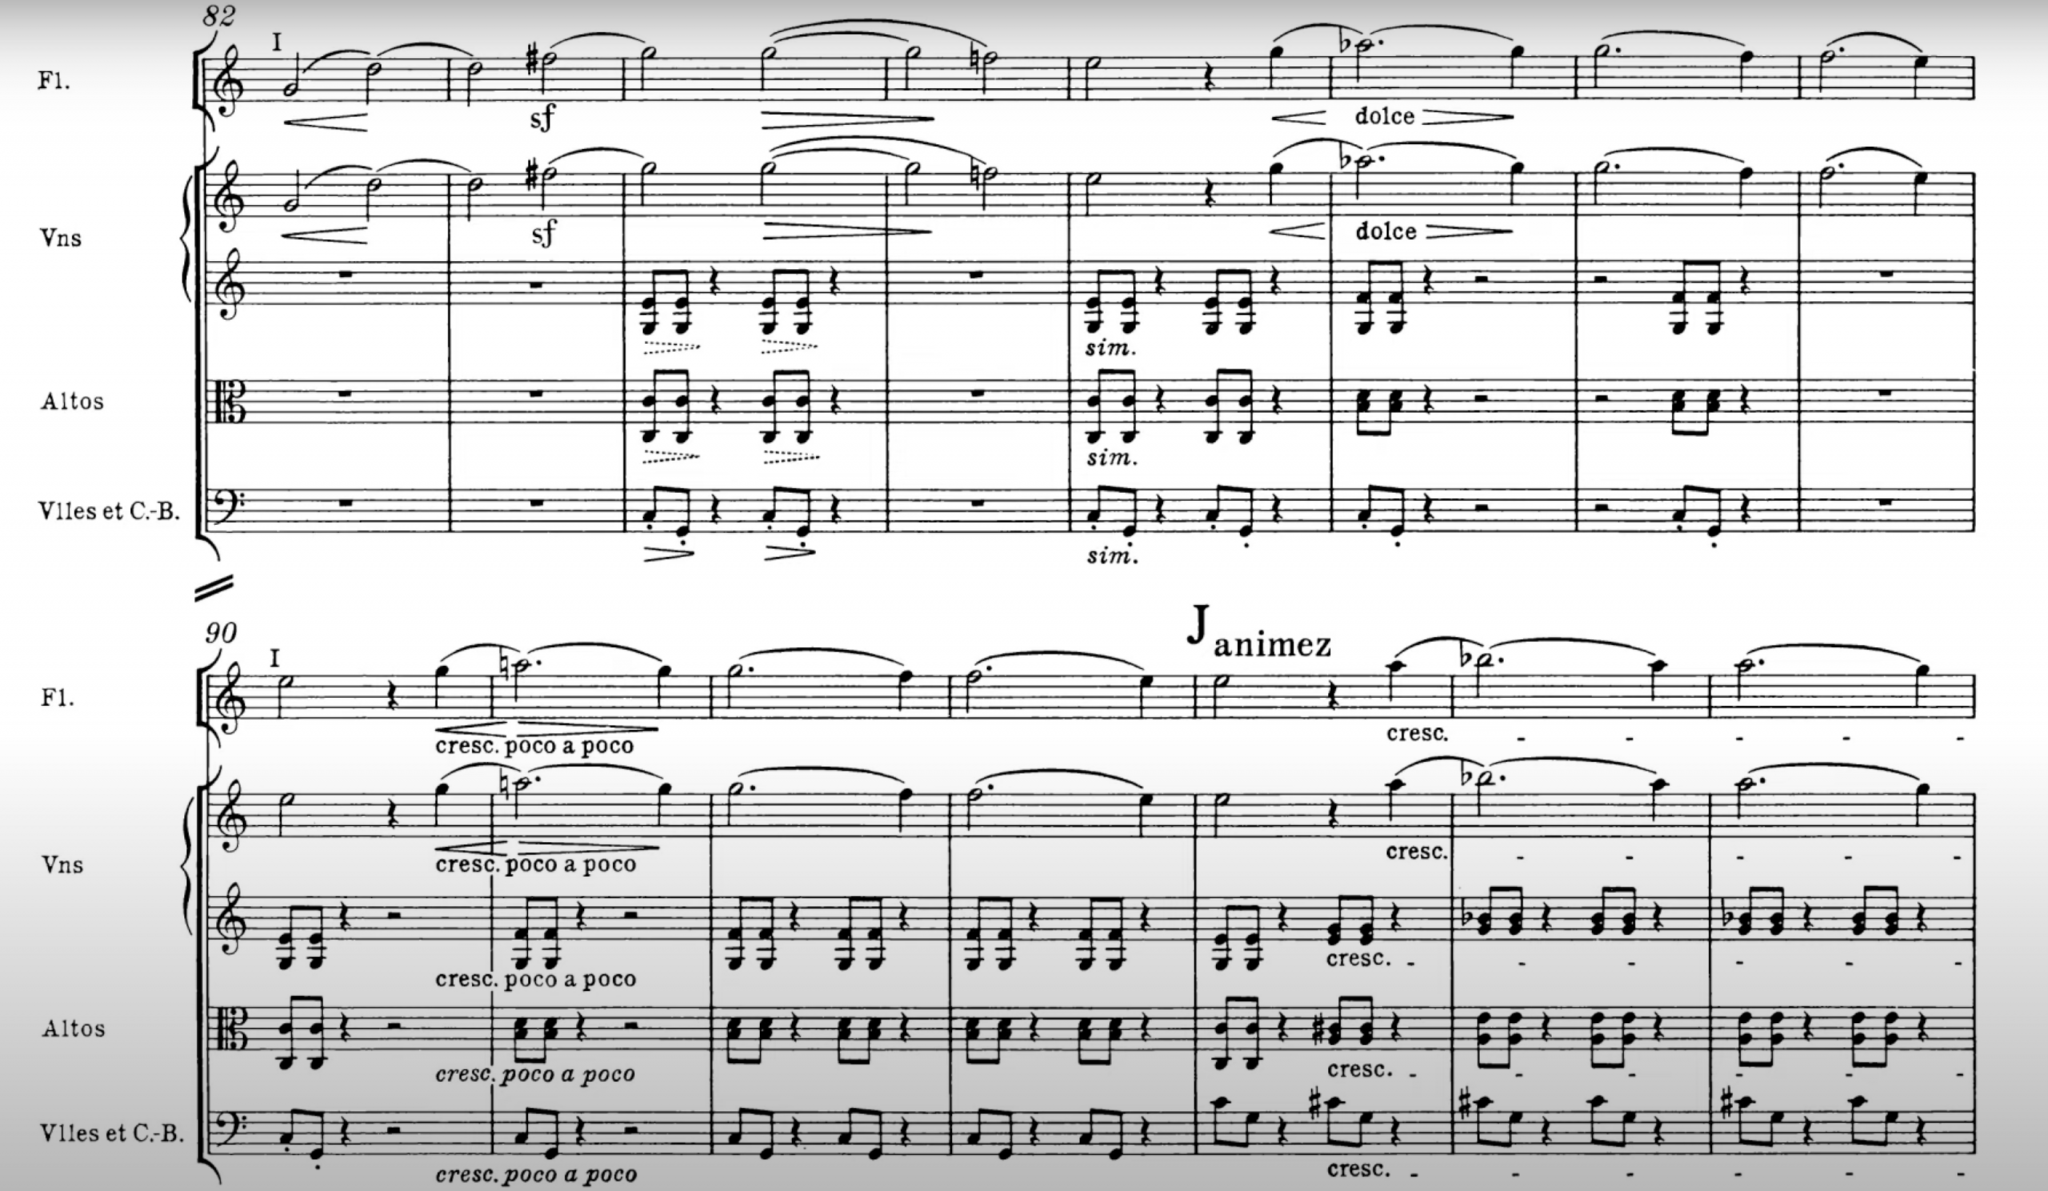 82
I
Fl.
sf
dolce
Vns
sf
dolce
sim.
Altos
sim.
Vlles et C.-B.
sim.
90
J
animez
I
Fl.
cresc. poco a poco
cresc.
Vns
cresc. poco a poco
cresc.
cresc. poco a poco
cresc.
Altos
cresc. poco a poco
cresc.
Vlles et C.-B.
cresc. poco a poco
cresc.